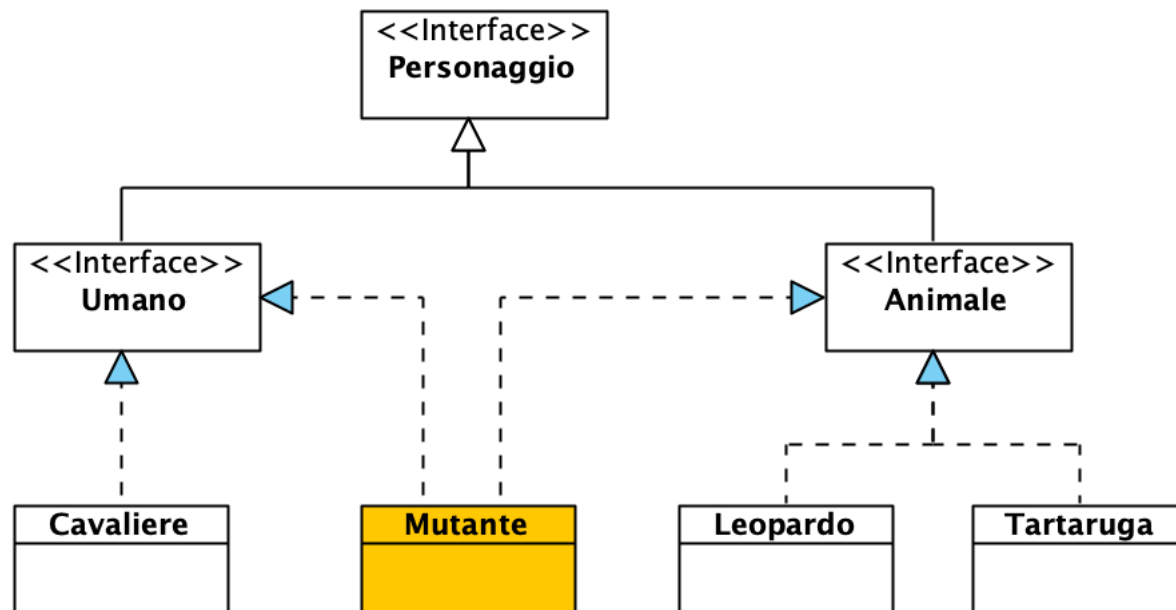 <<Interface>>
Personaggio
<<Interface>>
Umano
<<Interface>>
Animale
Cavaliere
Mutante
Leopardo
Tartaruga